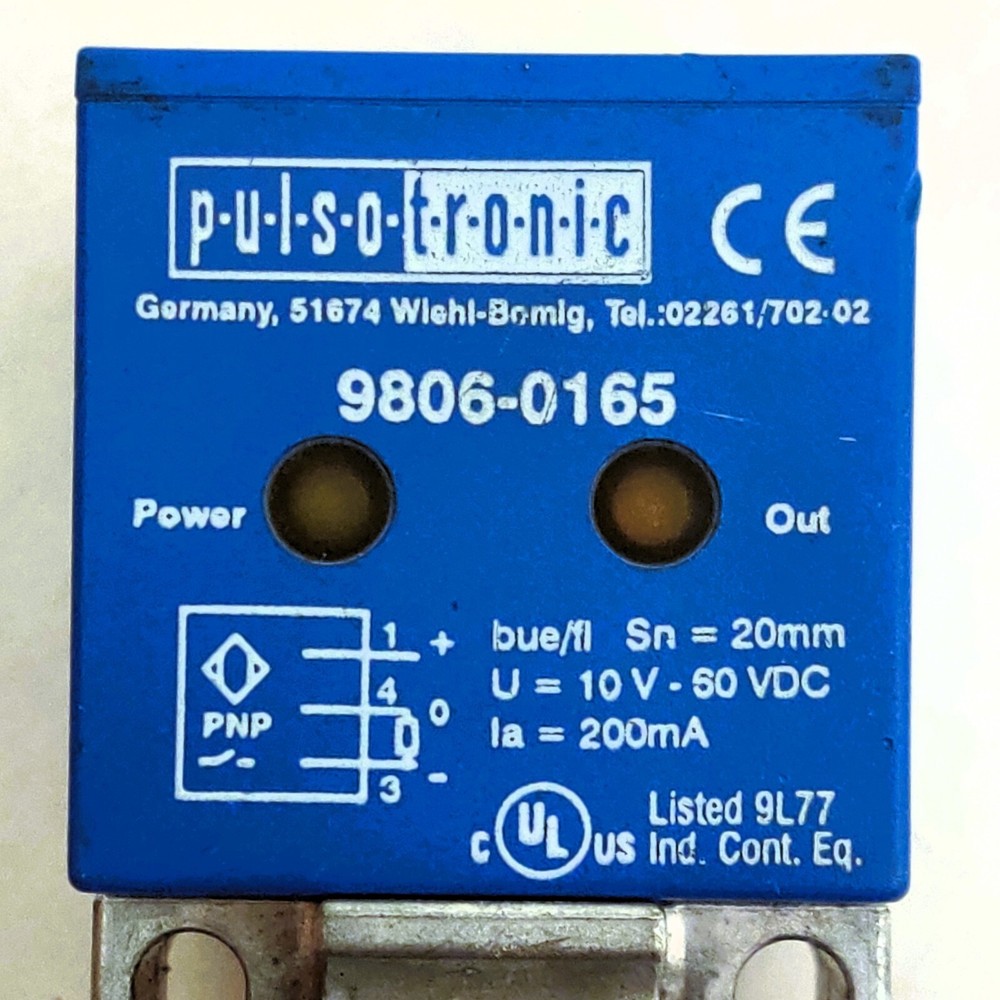 p·u·l·s·o·t·r·o·n·i·c CE
Germany, 51674 Wiehl-Bomig, Tel.:02261/702-02
9806-0165
Power Out
1 + bue/fl Sn = 20mm
4 U = 10 V - 60 VDC
PNP 0 Ia = 200mA
3 -
c UL US Listed 9L77
Ind. Cont. Eq.